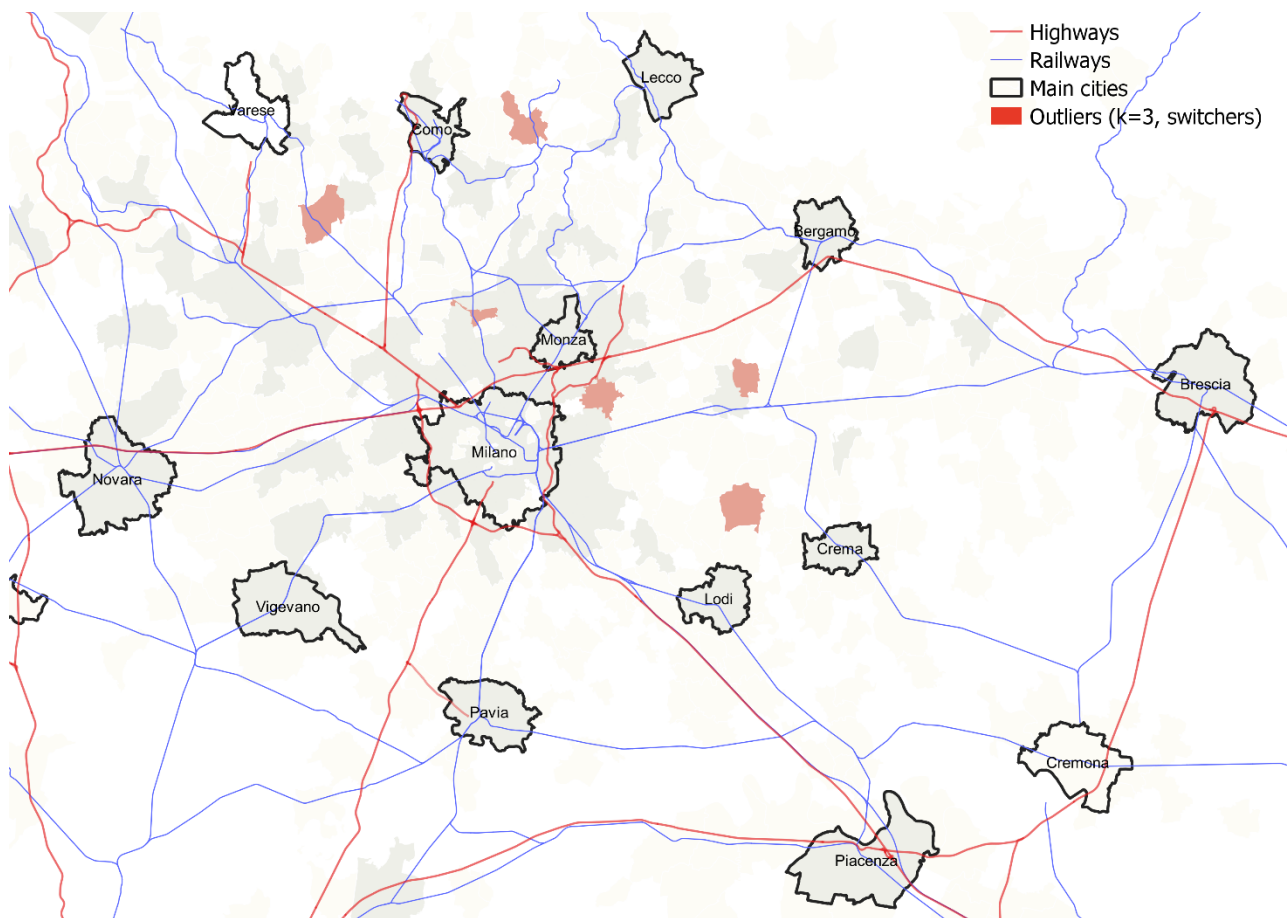 Highways
Railways
Main cities
Outliers (k=3, switchers)
Lecco
Varese
Como
Bergamo
Monza
Brescia
Milano
Novara
Crema
Lodi
Vigevano
Pavia
Cremona
Piacenza